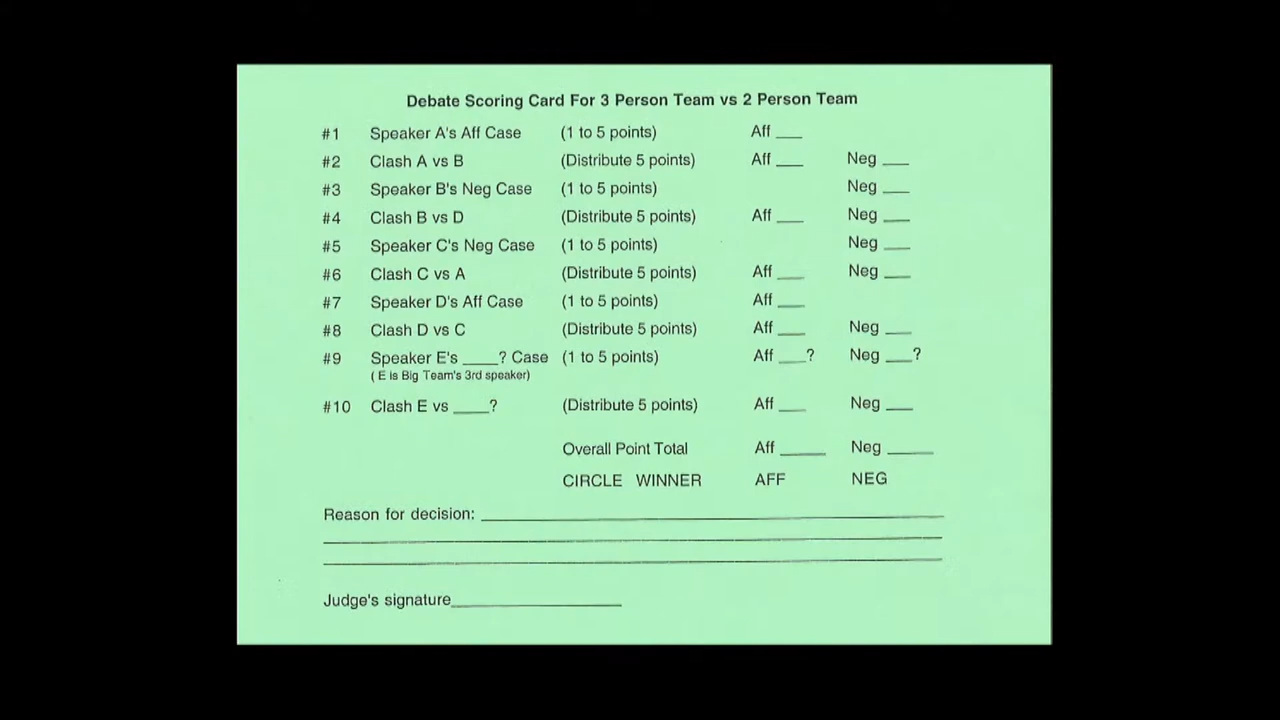 Debate Scoring Card For 3 Person Team vs 2 Person Team
#1 Speaker A's Aff Case (1 to 5 points) Aff ___
#2 Clash A vs B (Distribute 5 points) Aff ___ Neg ___
#3 Speaker B's Neg Case (1 to 5 points) Neg ___
#4 Clash B vs D (Distribute 5 points) Aff ___ Neg ___
#5 Speaker C's Neg Case (1 to 5 points) Neg ___
#6 Clash C vs A (Distribute 5 points) Aff ___ Neg ___
#7 Speaker D's Aff Case (1 to 5 points) Aff ___
#8 Clash D vs C (Distribute 5 points) Aff ___ Neg ___
#9 Speaker E's ____? Case (1 to 5 points) Aff ___? Neg ___?
( E is Big Team's 3rd speaker)
#10 Clash E vs ____? (Distribute 5 points) Aff ___ Neg ___
Overall Point Total Aff _____ Neg _____
CIRCLE WINNER AFF NEG
Reason for decision: ____________________
Judge's signature____________________